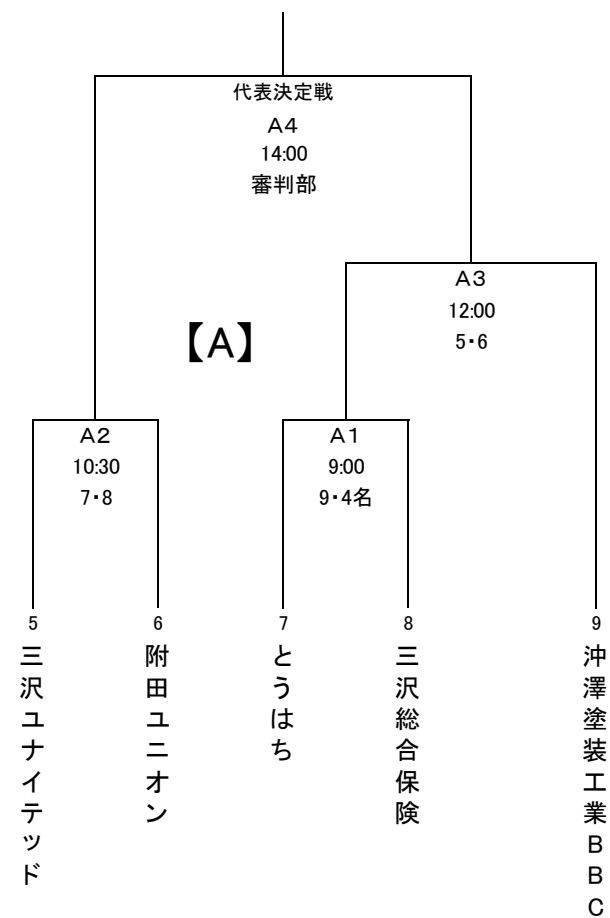 代表決定戦
A4
14:00
審判部
A3
12:00
5・6
【A】
A2
10:30
7・8
A1
9:00
9・4名
5
6
7
8
9
三沢ユナイテッド
附田ユニオン
とうはち
三沢総合保険
沖澤塗装工業BBC